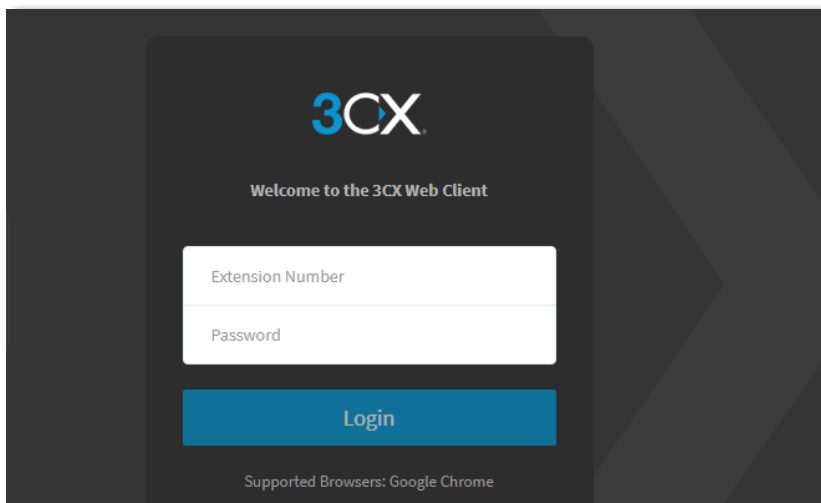 3CX
Welcome to the 3CX Web Client
Extension Number
Password
Login
Supported Browsers: Google Chrome